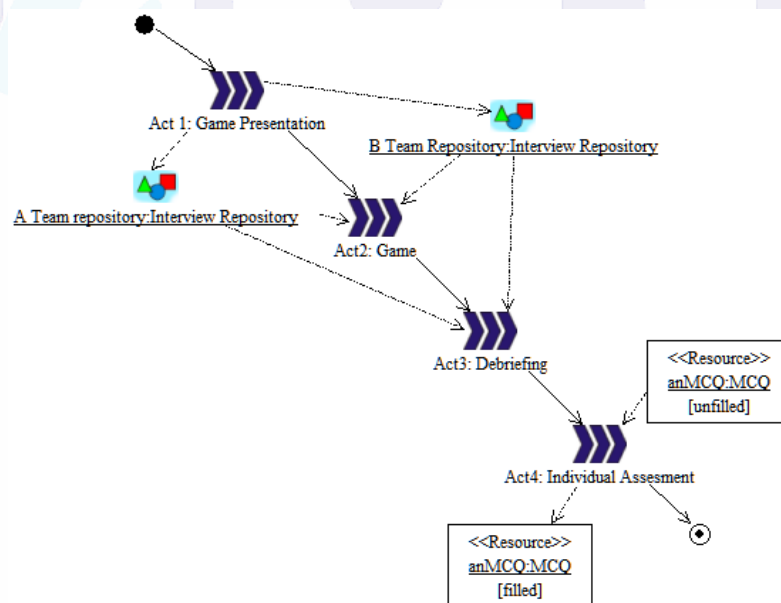 Act 1: Game Presentation
B Team Repository:Interview Repository
A Team repository:Interview Repository
Act2: Game
Act3: Debriefing
<<Resource>>
anMCQ:MCQ
[unfilled]
Act4: Individual Assesment
<<Resource>>
anMCQ:MCQ
[filled]